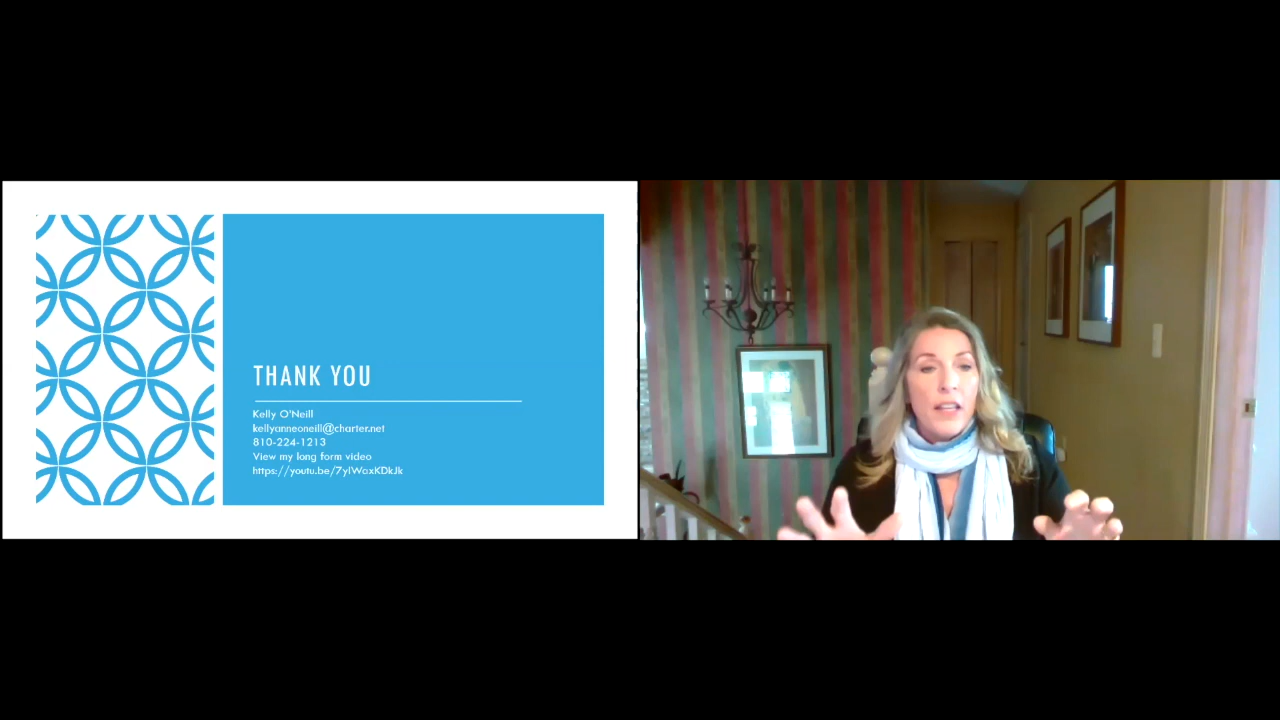 THANK YOU
Kelly O'Neill
kellyanneoneill@charter.net
810-224-1213
View my long form video
https://youtu.be/7ylWoxKDkJk